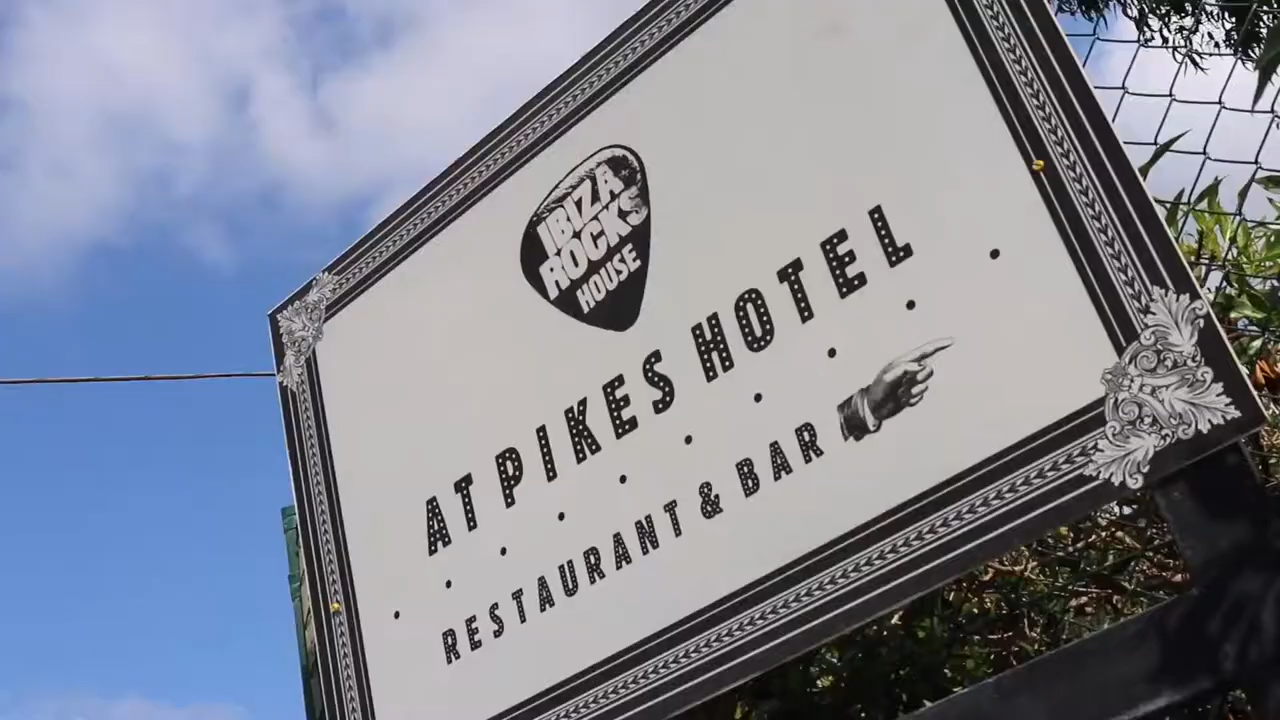 IBIZA
ROCKS
HOUSE
AT PIKES HOTEL
RESTAURANT & BAR